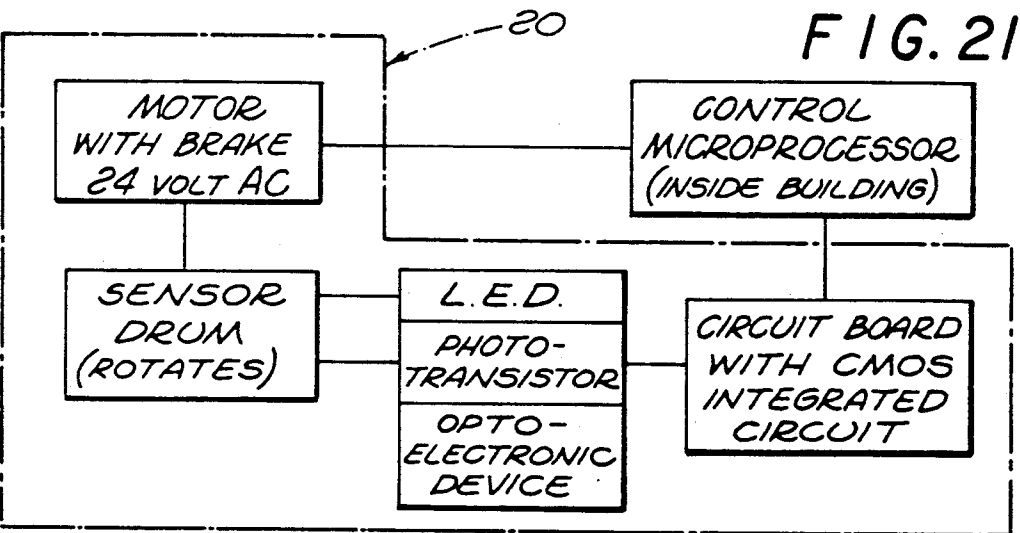 20
FIG. 21
MOTOR
WITH BRAKE
24 VOLT AC
CONTROL
MICROPROCESSOR
(INSIDE BUILDING)
SENSOR
DRUM
(ROTATES)
L.E.D.
PHOTO-
TRANSISTOR
OPTO-
ELECTRONIC
DEVICE
CIRCUIT BOARD
WITH CMOS
INTEGRATED
CIRCUIT